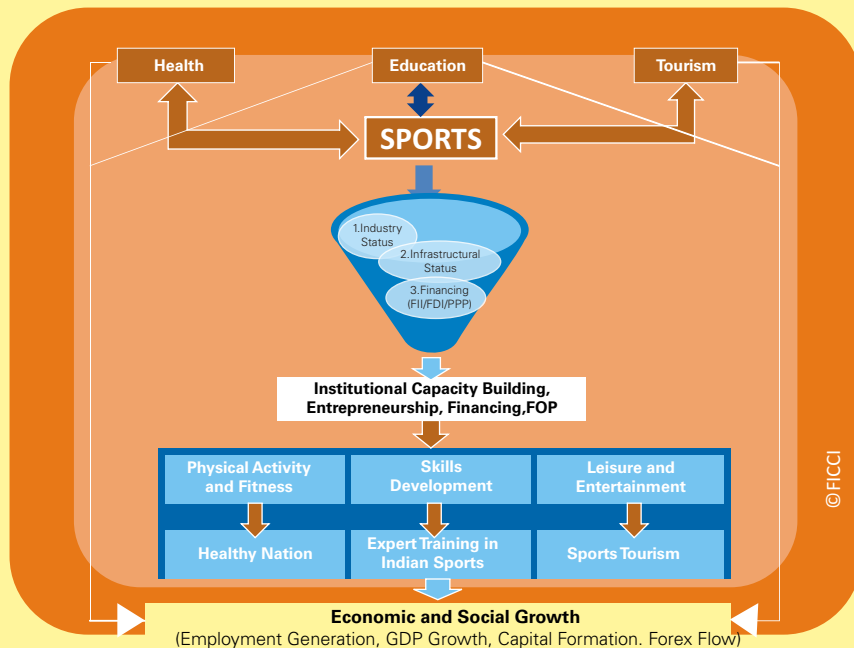 Health
Education
Tourism
SPORTS
1.Industry
Status
2.Infrastructural
Status
3.Financing
(FII/FDI/PPP)
Institutional Capacity Building,
Entrepreneurship, Financing,FOP
Physical Activity
and Fitness
Skills
Development
Leisure and
Entertainment
Healthy Nation
Expert Training in
Indian Sports
Sports Tourism
©FICCI
Economic and Social Growth
(Employment Generation, GDP Growth, Capital Formation. Forex Flow)